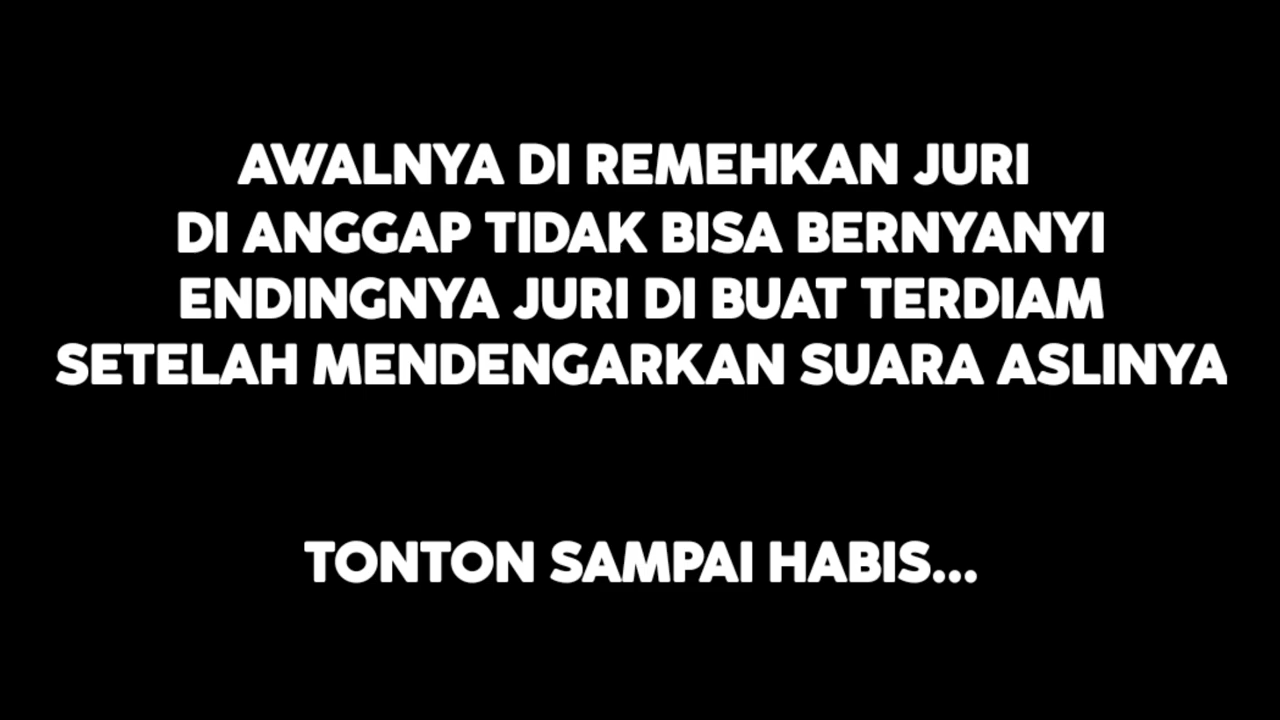 AWALNYA DI REMEHKAN JURI
DI ANGGAP TIDAK BISA BERNYANYI
ENDINGNYA JURI DI BUAT TERDIAM
SETELAH MENDENGARKAN SUARA ASLINYA
TONTON SAMPAI HABIS...